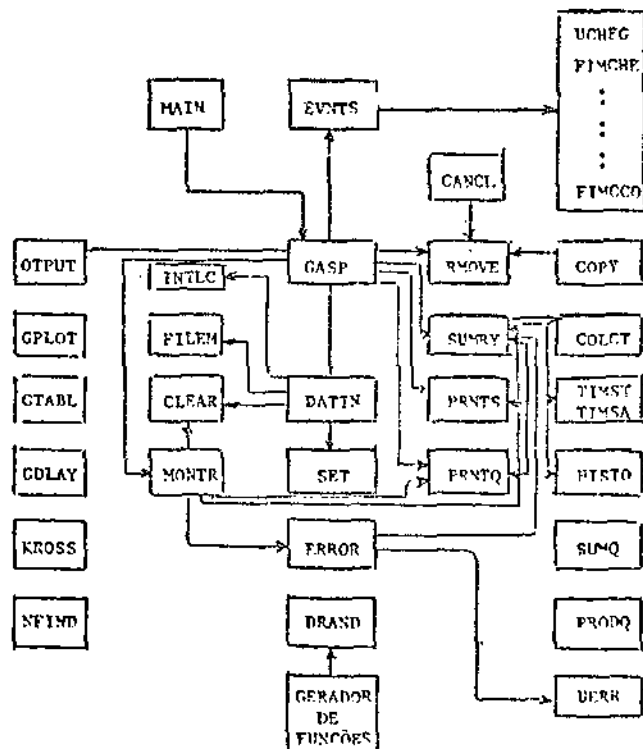 UCHEG
FIMCHE
MAIN
EVNTS
FIMCCO
CANCL
OTPUT
GASP
RMOVE
COPY
INTLC
GPLOT
FILEM
SUMRY
COLCT
GTABL
CLEAR
DATIN
PRNTS
TIMST
TIMSA
GDLAY
MONTR
SET
PRNTQ
HISTO
KROSS
ERROR
SUMQ
NFIND
DRAND
PRODQ
GERADOR
DE
FUNCÕES
UERR